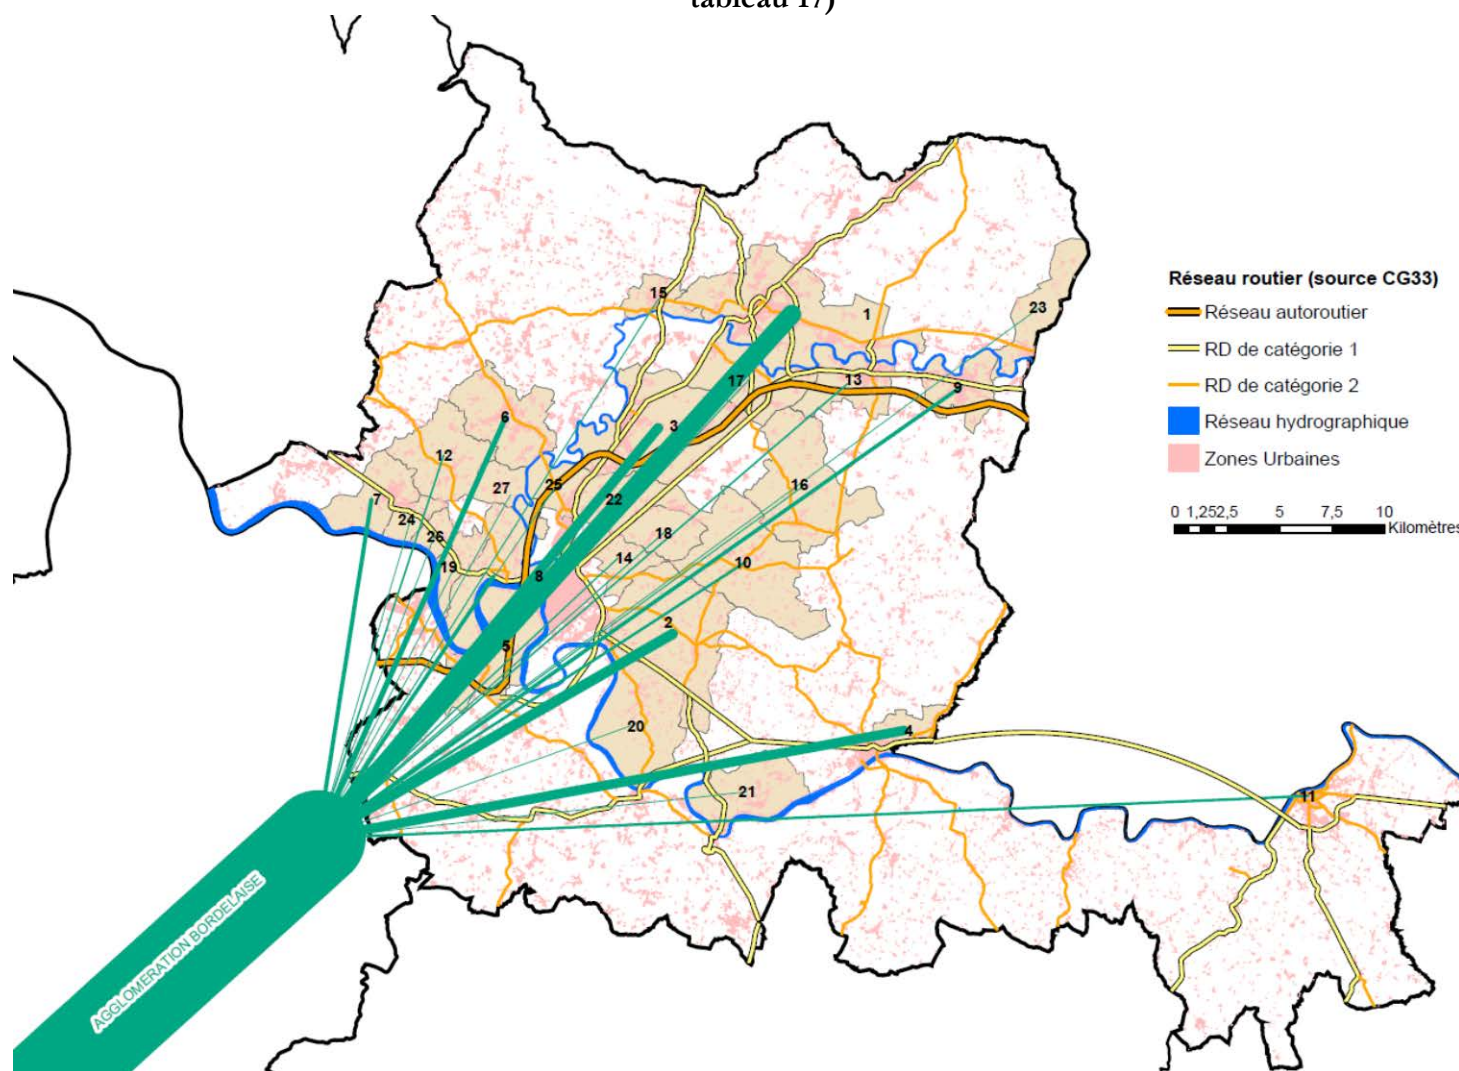 tableau 17)
Réseau routier (source CG33)
Réseau autoroutier
RD de catégorie 1
RD de catégorie 2
Réseau hydrographique
Zones Urbaines
0 1,252,5 5 7,5 10
Kilomètres
23
15
1
17
13
9
6
3
12
27
25
22
16
7
24
26
18
19
8
14
10
2
5
20
4
21
11
AGGLOMERATION BORDELAISE